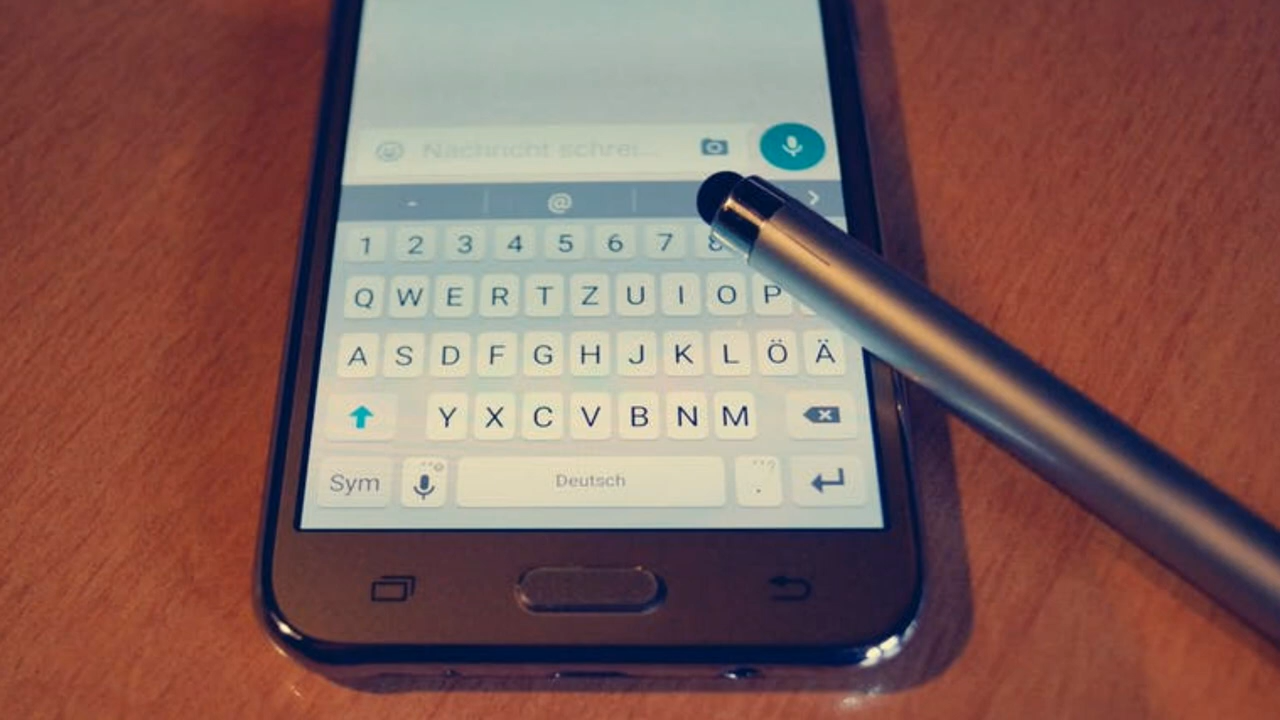 Nachricht schrei...
@
1 2 3 4 5 6 7 8
Q W E R T Z U I O P
A S D F G H J K L Ö Ä
Y X C V B N M
Sym Deutsch .